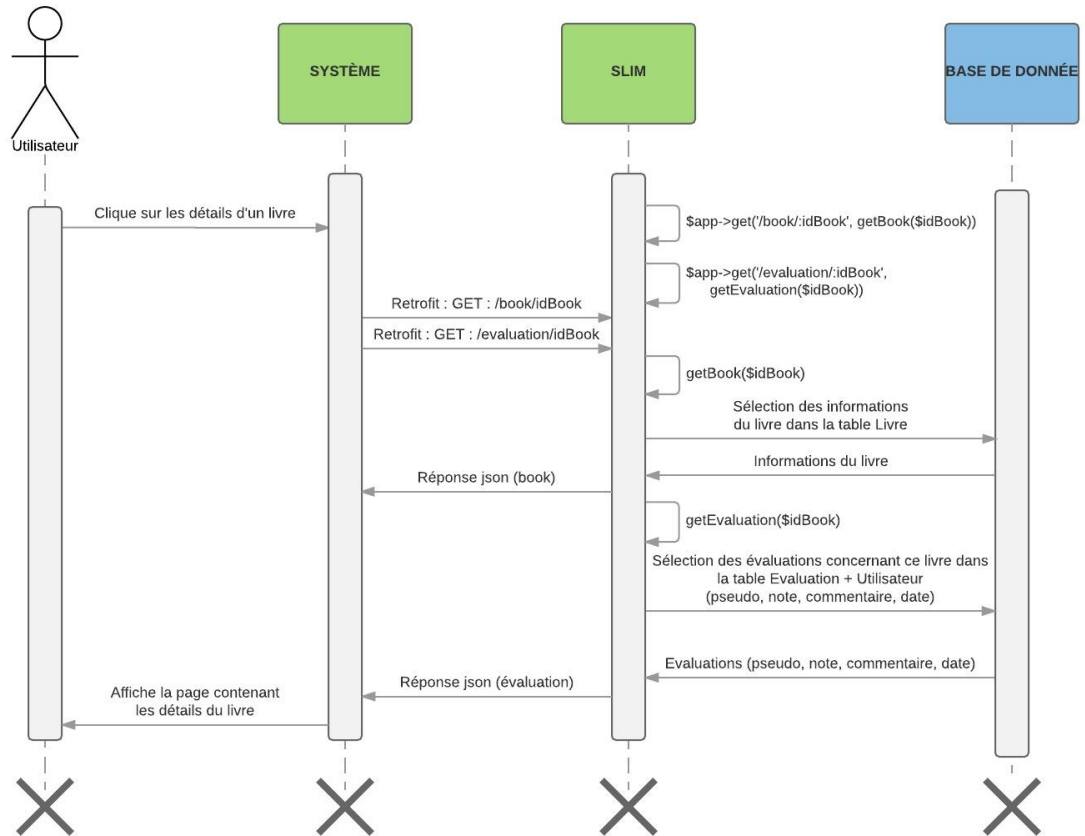 SYSTÈME
SLIM
BASE DE DONNÉE
Utilisateur
Clique sur les détails d'un livre
$app->get('/book/:idBook', getBook($idBook))
$app->get('/evaluation/:idBook',
getEvaluation($idBook))
Retrofit : GET : /book/idBook
Retrofit : GET : /evaluation/idBook
getBook($idBook)
Sélection des informations
du livre dans la table Livre
Informations du livre
Réponse json (book)
getEvaluation($idBook)
Sélection des évaluations concernant ce livre dans
la table Evaluation + Utilisateur
(pseudo, note, commentaire, date)
Evaluations (pseudo, note, commentaire, date)
Réponse json (évaluation)
Affiche la page contenant
les détails du livre